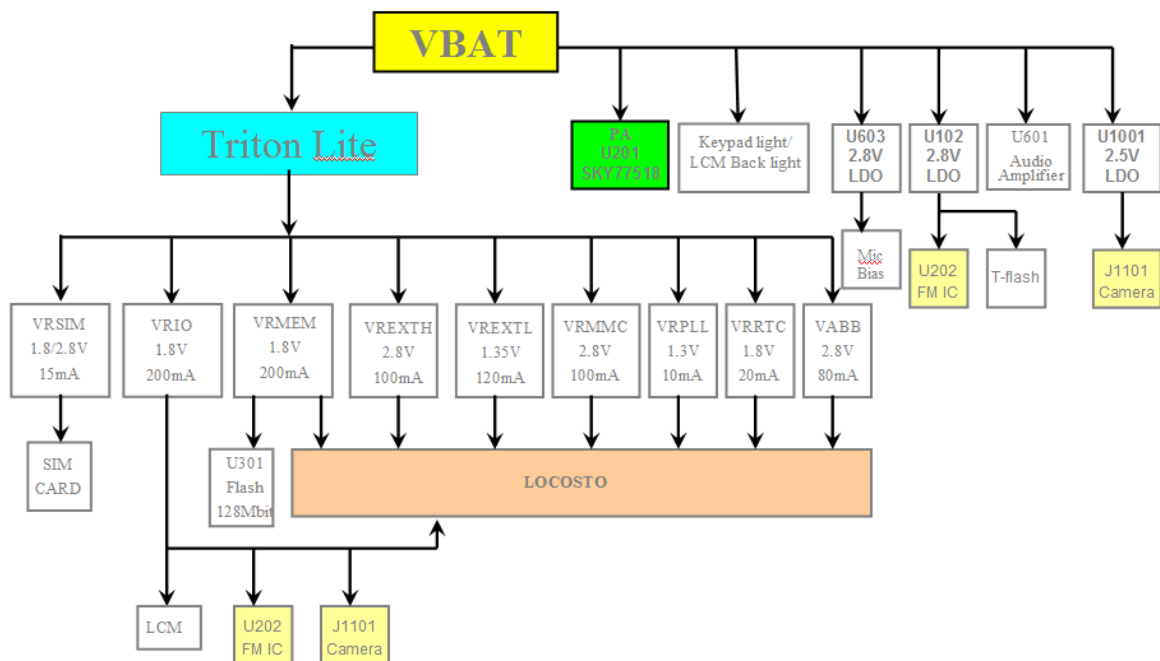 VBAT
Triton Lite
PA
U201
SKY77518
Keypad light/
LCM Back light
U603
2.8V
LDO
U102
2.8V
LDO
U601
Audio
Amplifier
U1001
2.5V
LDO
Mic
Bias
U202
FM IC
T-flash
J1101
Camera
VRSIM
1.8/2.8V
15mA
VRIO
1.8V
200mA
VRMEM
1.8V
200mA
VREXTH
2.8V
100mA
VREXTL
1.35V
120mA
VRMMC
2.8V
100mA
VRPLL
1.3V
10mA
VRRTC
1.8V
20mA
VABB
2.8V
80mA
SIM
CARD
U301
Flash
128Mbit
LOCOSTO
LCM
U202
FM IC
J1101
Camera